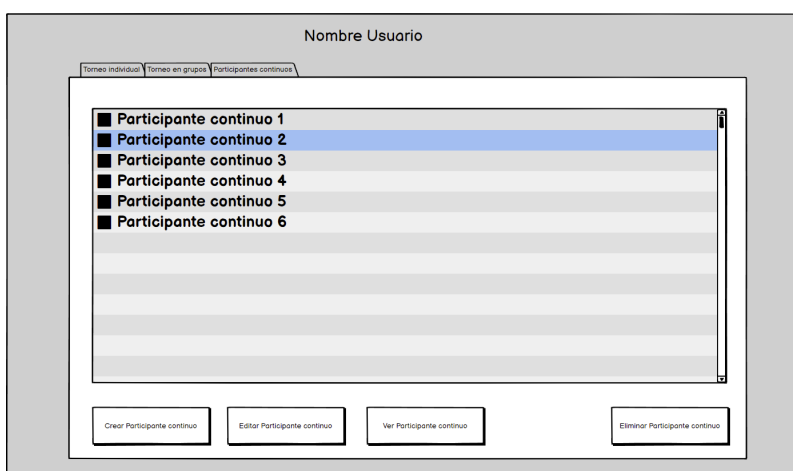 Nombre Usuario
Torneo individual Torneo en grupos Participantes continuos
Participante continuo 1
Participante continuo 2
Participante continuo 3
Participante continuo 4
Participante continuo 5
Participante continuo 6
Crear Participante continuo Editar Participante continuo Ver Participante continuo Eliminar Participante continuo